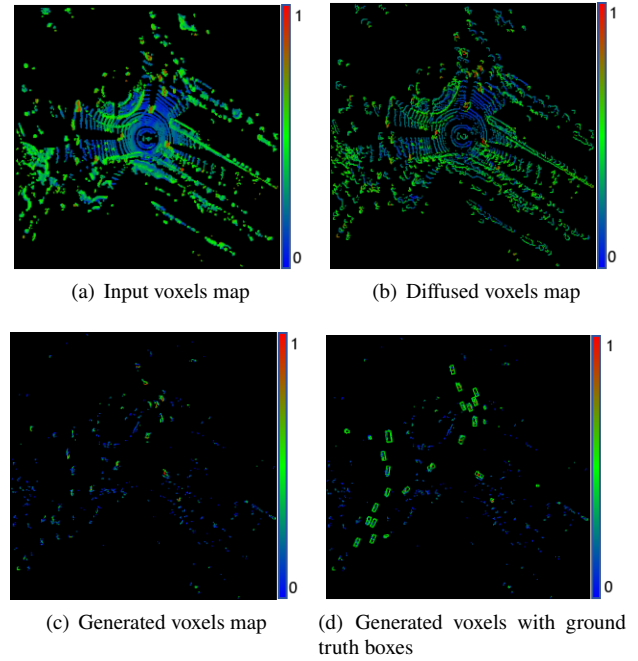 1
0
(a) Input voxels map
1
0
(b) Diffused voxels map
1
0
(c) Generated voxels map
1
0
(d) Generated voxels with ground
truth boxes